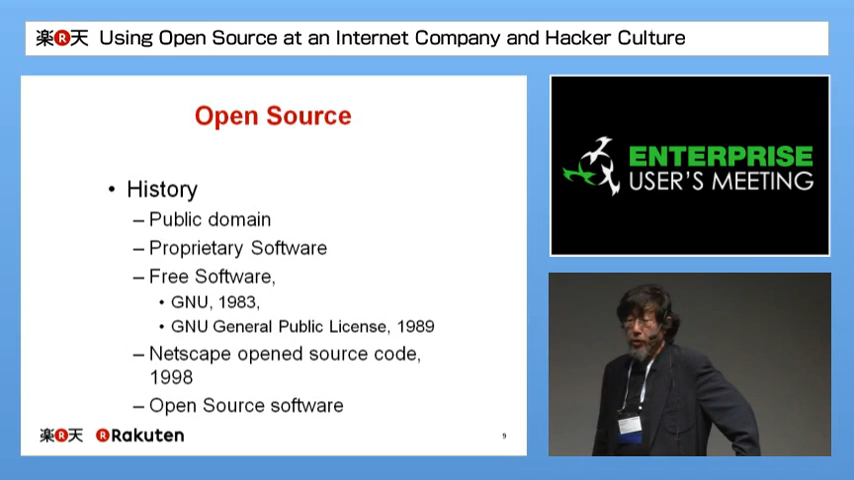 楽R天 Using Open Source at an Internet Company and Hacker Culture
Open Source
• History
– Public domain
– Proprietary Software
– Free Software,
• GNU, 1983,
• GNU General Public License, 1989
– Netscape opened source code,
1998
– Open Source software
楽R天 R Rakuten
9
ENTERPRISE
USER'S MEETING